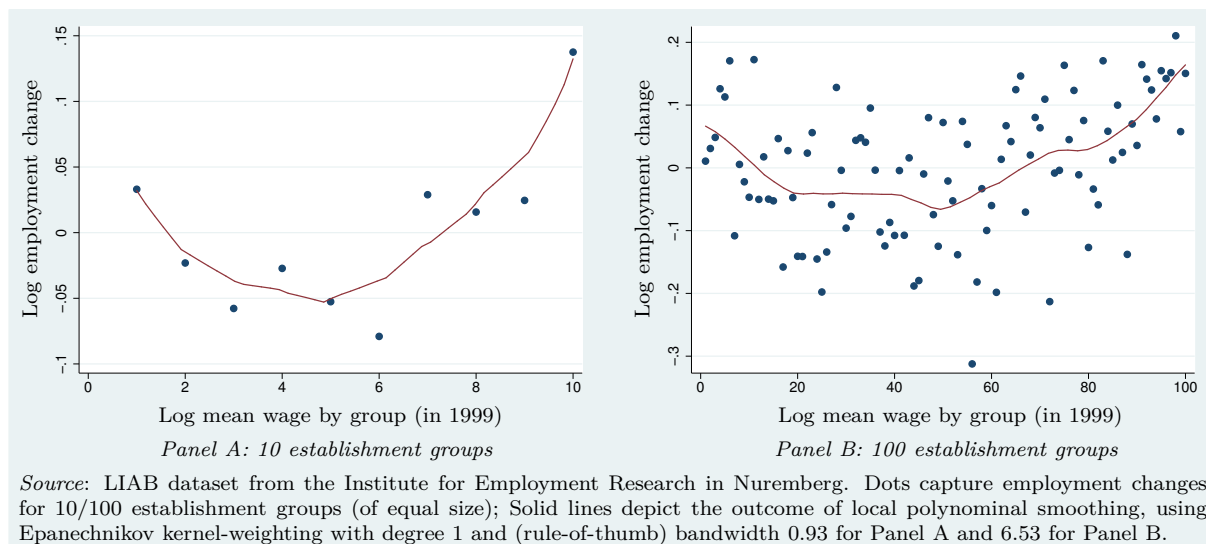 .15
.1
.05
0
-.05
-.1
Log employment change
0 2 4 6 8 10
Log mean wage by group (in 1999)
Panel A: 10 establishment groups
.2
.1
0
-.1
-.2
-.3
Log employment change
0 20 40 60 80 100
Log mean wage by group (in 1999)
Panel B: 100 establishment groups
Source: LIAB dataset from the Institute for Employment Research in Nuremberg. Dots capture employment changes
for 10/100 establishment groups (of equal size); Solid lines depict the outcome of local polynominal smoothing, using
Epanechnikov kernel-weighting with degree 1 and (rule-of-thumb) bandwidth 0.93 for Panel A and 6.53 for Panel B.